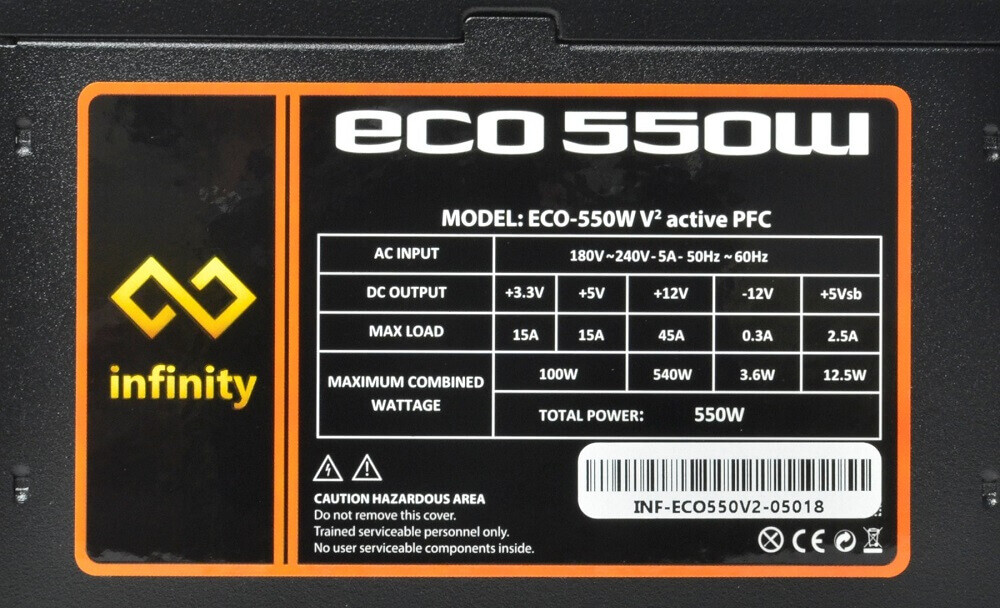 eco 550W
MODEL: ECO-550W V² active PFC
infinity
AC INPUT 180V~240V-5A- 50Hz ~ 60Hz
DC OUTPUT +3.3V +5V +12V -12V +5Vsb
MAX LOAD 15A 15A 45A 0.3A 2.5A
MAXIMUM COMBINED WATTAGE 100W 540W 3.6W 12.5W
TOTAL POWER: 550W
CAUTION HAZARDOUS AREA
Do not remove this cover.
Trained serviceable personnel only.
No user serviceable components inside.
INF-ECO550V2-05018
CE